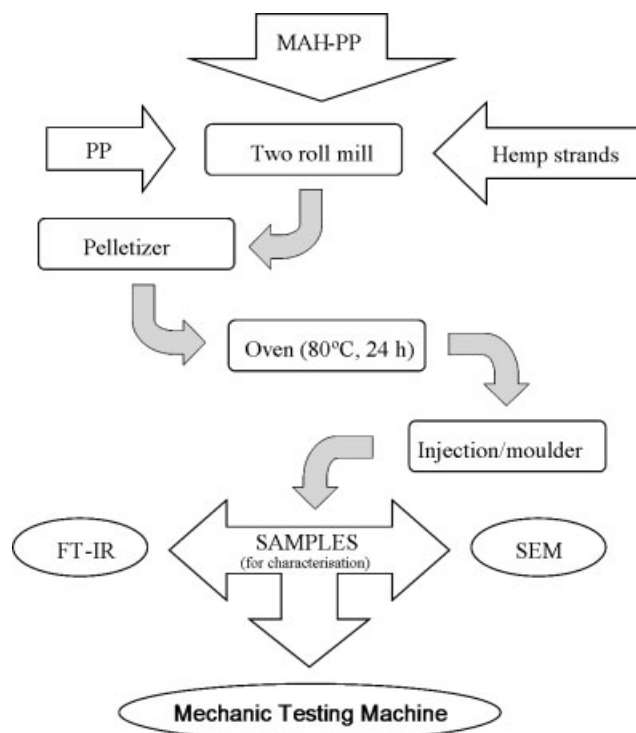 MAH-PP
PP
Two roll mill
Hemp strands
Pelletizer
Oven (80ºC, 24 h)
Injection/moulder
FT-IR
SAMPLES
(for characterisation)
SEM
Mechanic Testing Machine